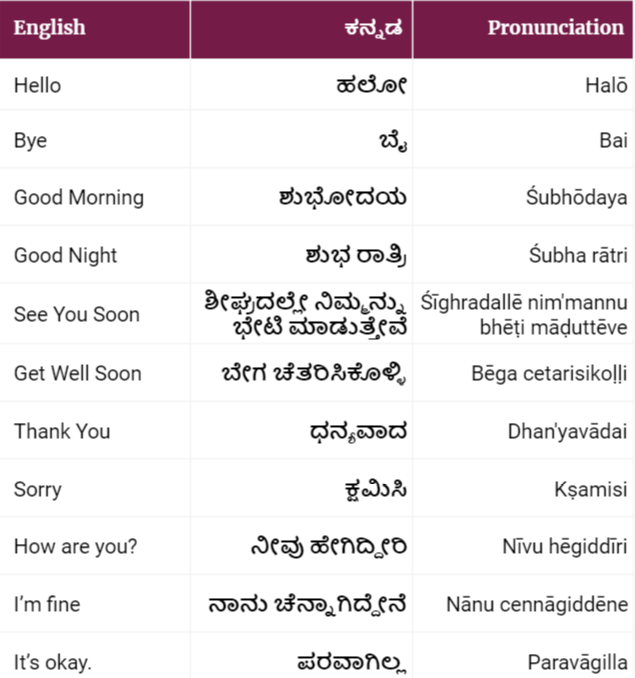 English ಕನ್ನಡ Pronunciation
Hello ಹಲೋ Halō
Bye ಬೈ Bai
Good Morning ಶುಭೋದಯ Śubhōdaya
Good Night ಶುಭ ರಾತ್ರಿ Śubha rātri
See You Soon ಶೀಘ್ರದಲ್ಲೇ ನಿಮ್ಮನ್ನು Śīghradallē nim'mannu
ಭೇಟಿ ಮಾಡುತ್ತೇವೆ bhēṭi māḍuttēve
Get Well Soon ಬೇಗ ಚೆತರಿಸಿಕೊಳ್ಳಿ Bēga cetarisikoḷḷi
Thank You ಧನ್ಯವಾದ Dhan'yavādai
Sorry ಕ್ಷಮಿಸಿ Kṣamisi
How are you? ನೀವು ಹೇಗಿದ್ದೀರಿ Nīvu hēgiddīri
I’m fine ನಾನು ಚೆನ್ನಾಗಿದ್ದೇನೆ Nānu cennāgiddēne
It’s okay. ಪರವಾಗಿಲ್ಲ Paravāgilla